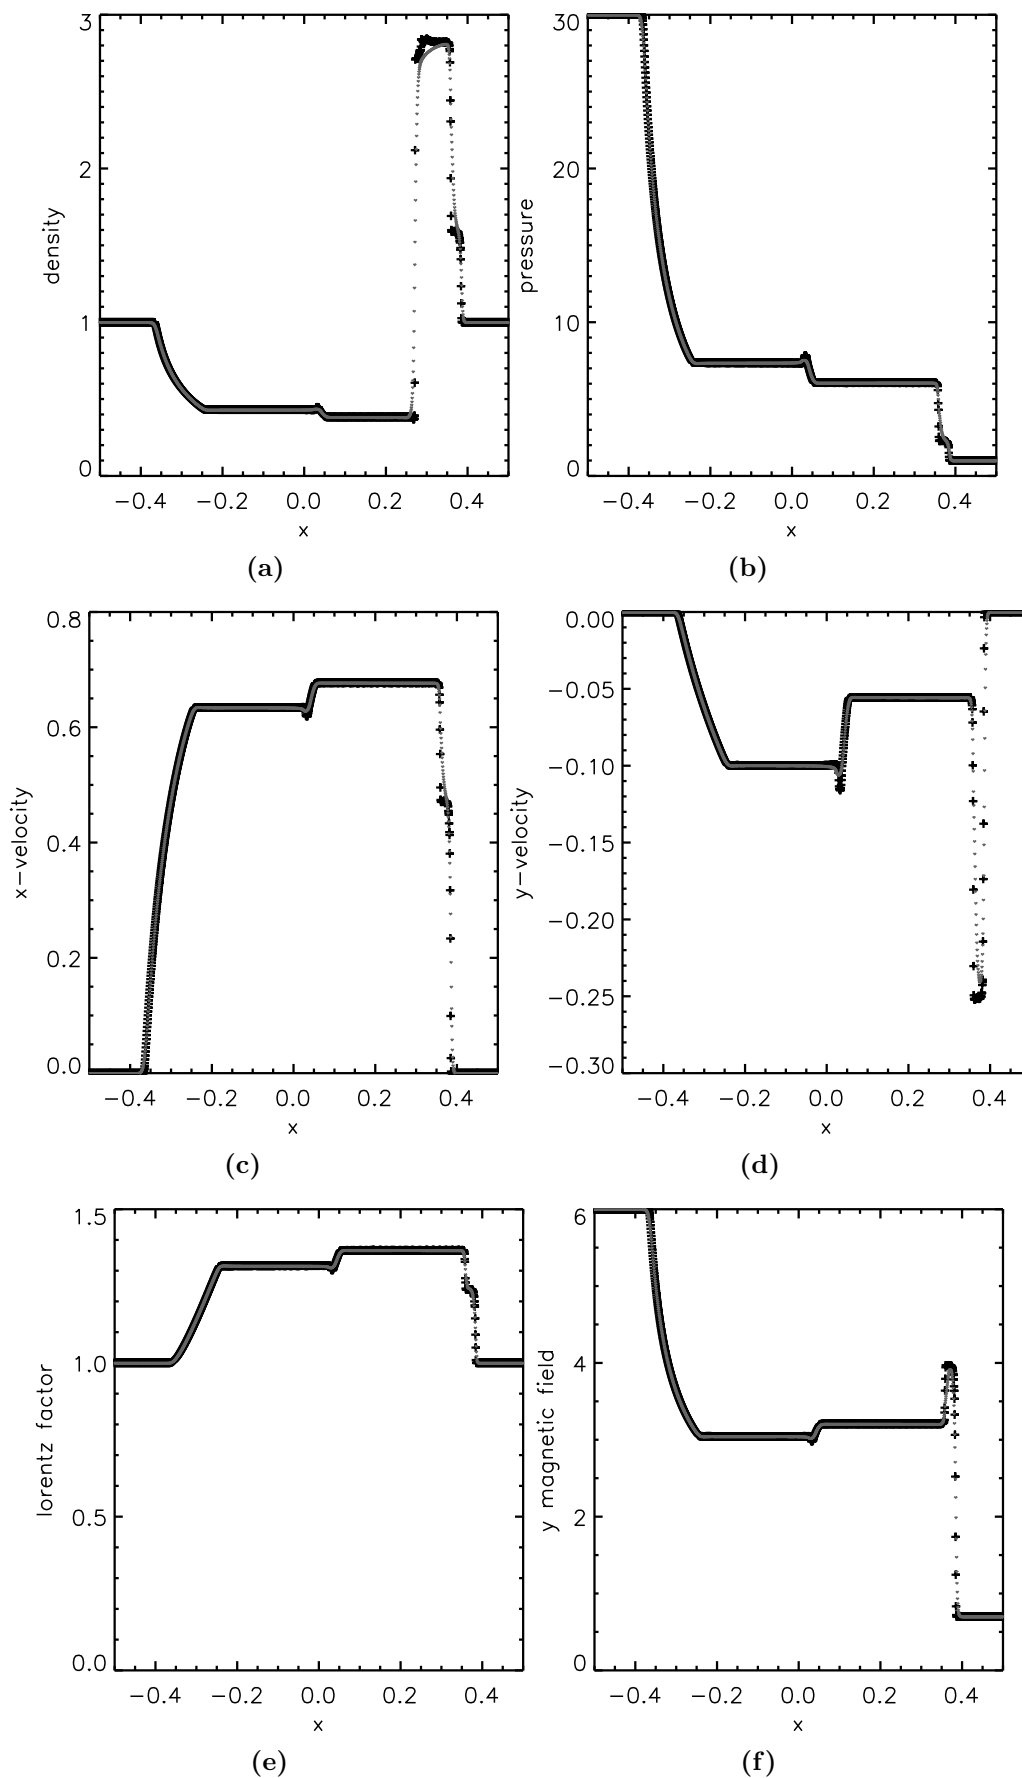 3
2
1
0
density
−0.4 −0.2 0.0 0.2 0.4
x
(a)
30
20
10
0
pressure
−0.4 −0.2 0.0 0.2 0.4
x
(b)
0.8
0.6
0.4
0.2
0.0
x−velocity
−0.4 −0.2 0.0 0.2 0.4
x
(c)
0.00
−0.05
−0.10
−0.15
−0.20
−0.25
−0.30
y−velocity
−0.4 −0.2 0.0 0.2 0.4
x
(d)
1.5
1.0
0.5
0.0
lorentz factor
−0.4 −0.2 0.0 0.2 0.4
x
(e)
6
4
2
0
y magnetic field
−0.4 −0.2 0.0 0.2 0.4
x
(f)